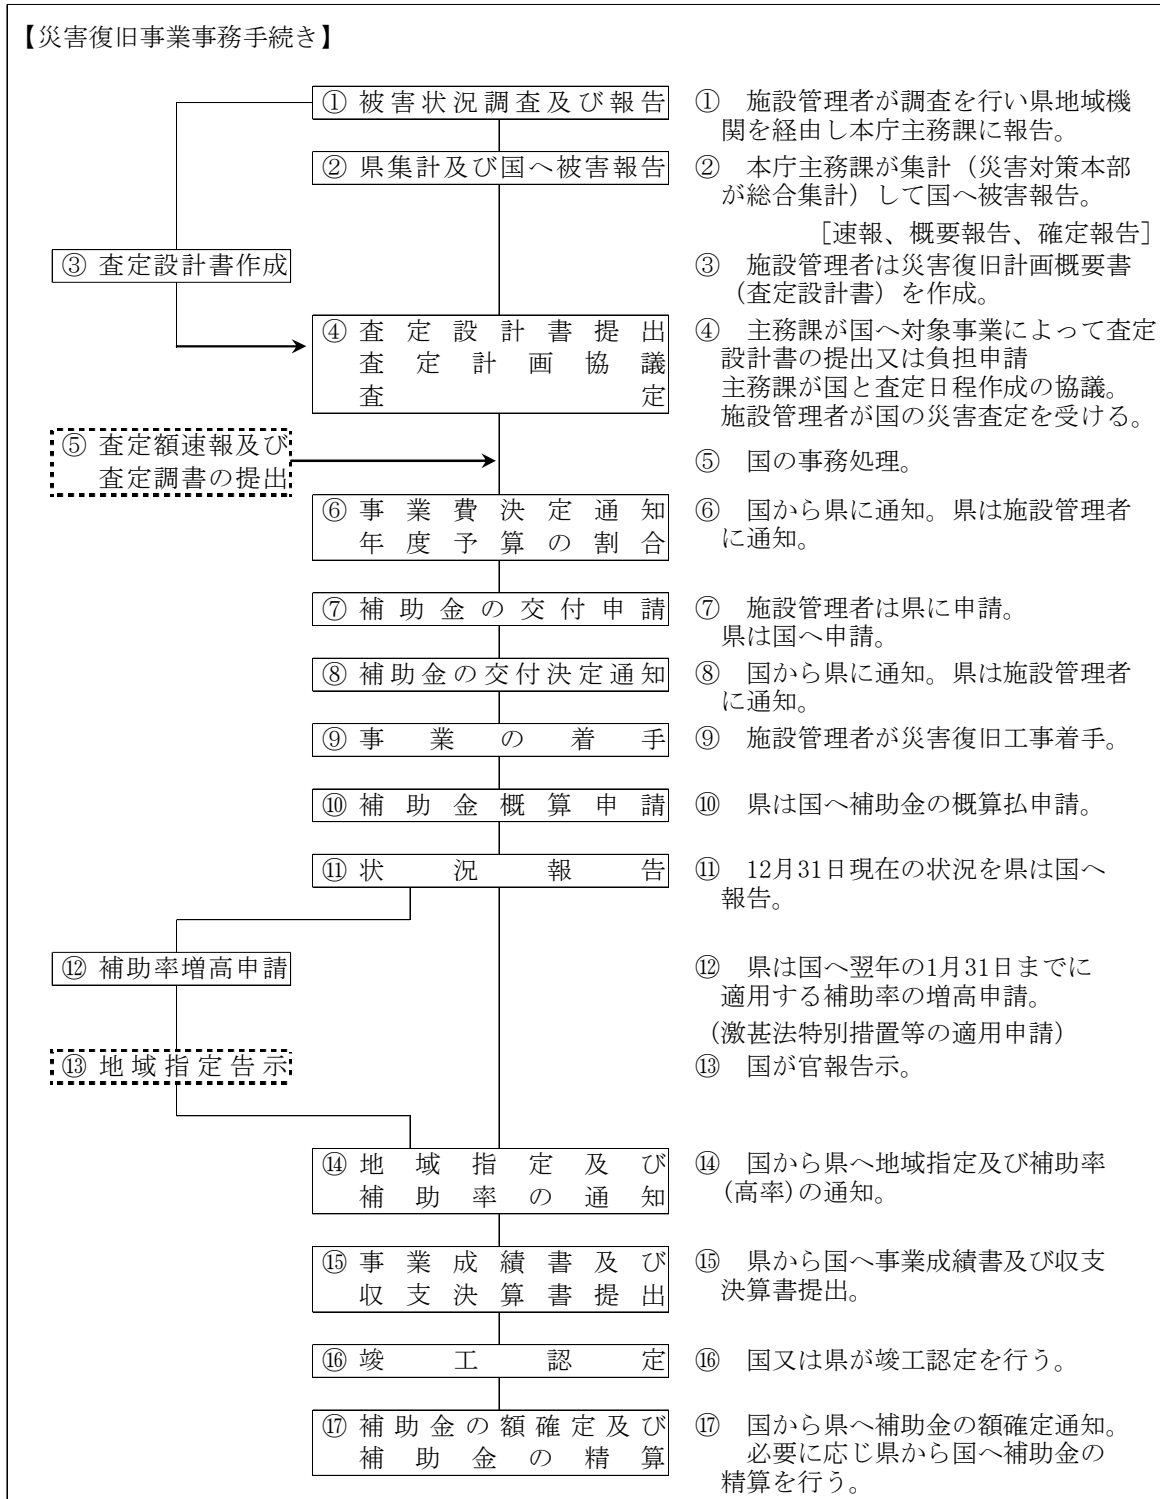 【災害復旧事業事務手続き】
① 被害状況調査及び報告
① 施設管理者が調査を行い県地域機
関を経由し本庁主務課に報告。
② 県集計及び国へ被害報告
② 本庁主務課が集計（災害対策本部
が総合集計）して国へ被害報告。
［速報、概要報告、確定報告］
③ 査定設計書作成
③ 施設管理者は災害復旧計画概要書
（査定設計書）を作成。
④ 査定設計書提出
査定計画協議
査定
④ 主務課が国へ対象事業によって査定
設計書の提出又は負担申請
主務課が国と査定日程作成の協議。
施設管理者が国の災害査定を受ける。
⑤ 査定額速報及び
査定調書の提出
⑤ 国の事務処理。
⑥ 事業費決定通知
年度予算の割合
⑥ 国から県に通知。県は施設管理者
に通知。
⑦ 補助金の交付申請
⑦ 施設管理者は県に申請。
県は国へ申請。
⑧ 補助金の交付決定通知
⑧ 国から県に通知。県は施設管理者
に通知。
⑨ 事業の着手
⑨ 施設管理者が災害復旧工事着手。
⑩ 補助金概算申請
⑩ 県は国へ補助金の概算払申請。
⑪ 状況報告
⑪ 12月31日現在の状況を県は国へ
報告。
⑫ 補助率増高申請
⑫ 県は国へ翌年の1月31日までに
適用する補助率の増高申請。
（激甚法特別措置等の適用申請）
⑬ 地域指定告示
⑬ 国が官報告示。
⑭ 地域指定及び
補助率の通知
⑭ 国から県へ地域指定及び補助率
(高率)の通知。
⑮ 事業成績書及び
収支決算書提出
⑮ 県から国へ事業成績書及び収支
決算書提出。
⑯ 竣工認定
⑯ 国又は県が竣工認定を行う。
⑰ 補助金の額確定及び
補助金の精算
⑰ 国から県へ補助金の額確定通知。
必要に応じ県から国へ補助金の
精算を行う。